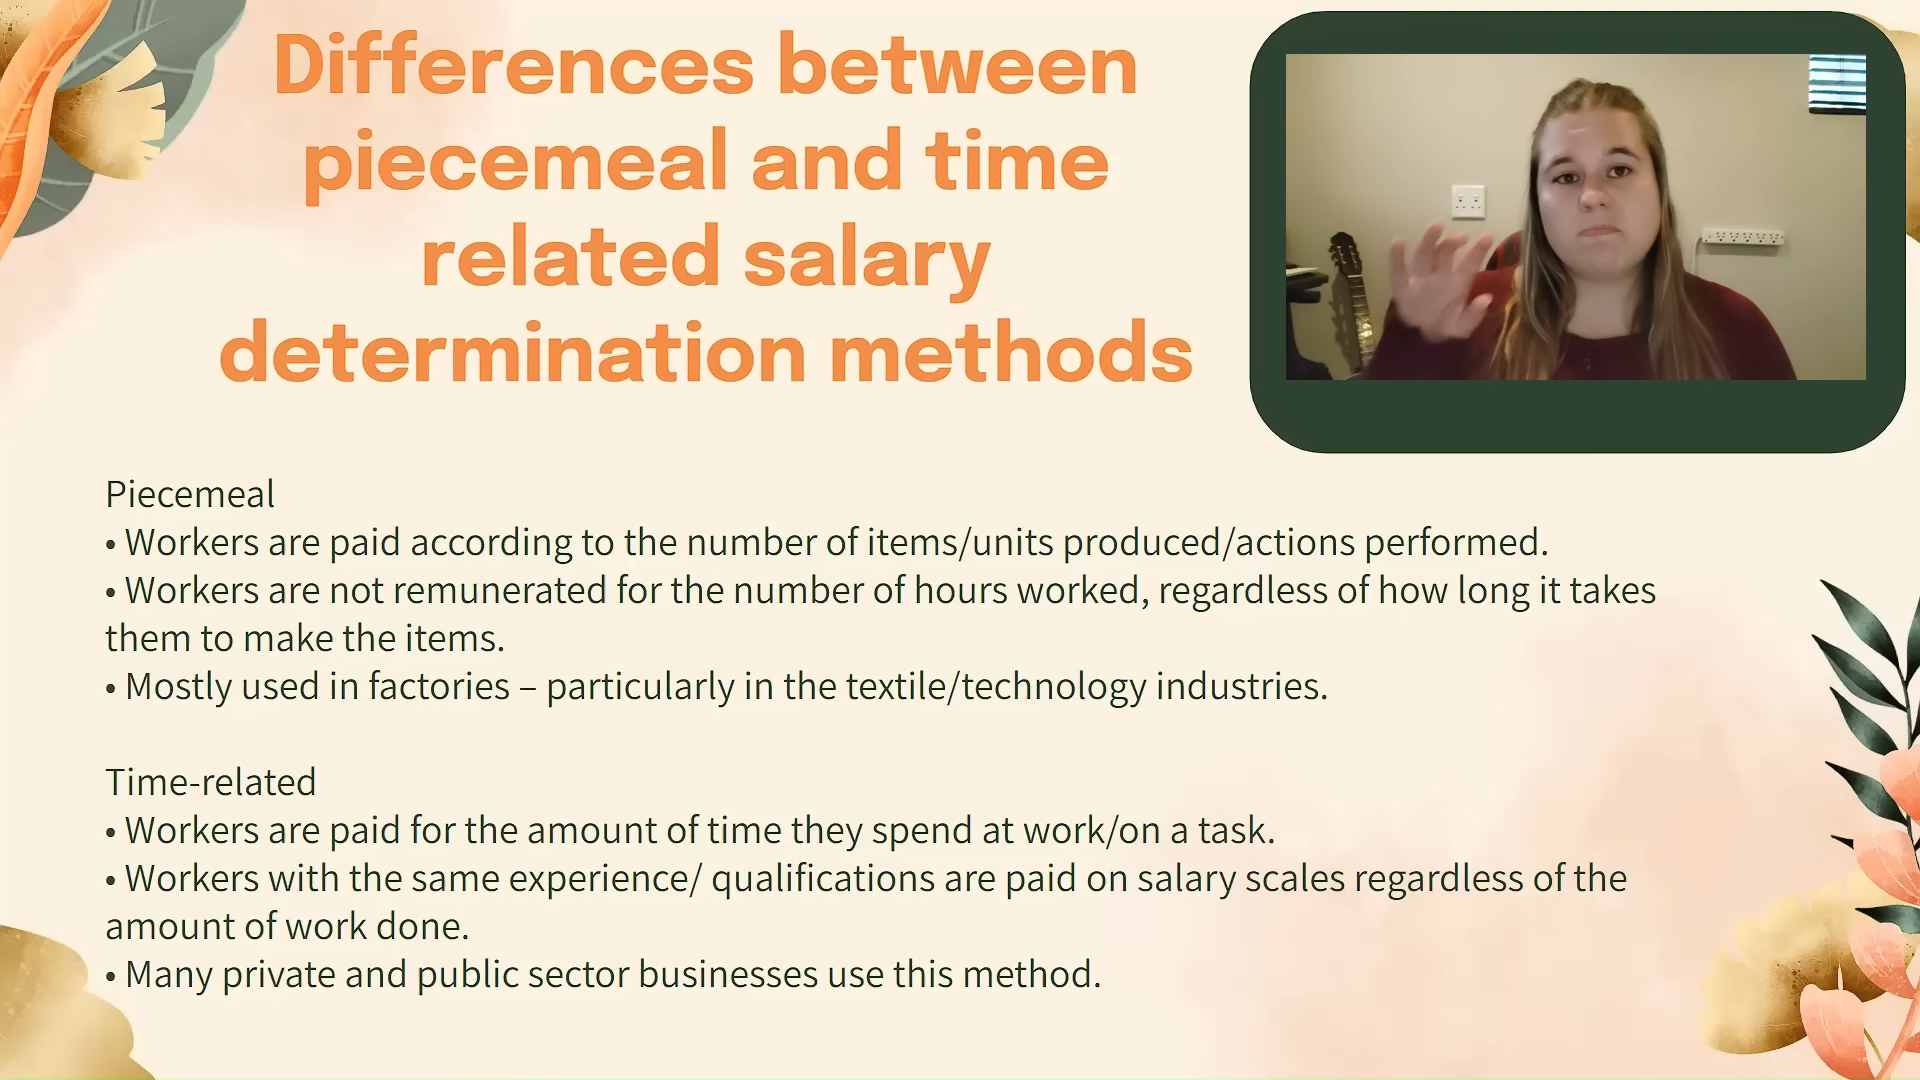 Differences between
piecemeal and time
related salary
determination methods
Piecemeal
• Workers are paid according to the number of items/units produced/actions performed.
• Workers are not remunerated for the number of hours worked, regardless of how long it takes
them to make the items.
• Mostly used in factories – particularly in the textile/technology industries.
Time-related
• Workers are paid for the amount of time they spend at work/on a task.
• Workers with the same experience/ qualifications are paid on salary scales regardless of the
amount of work done.
• Many private and public sector businesses use this method.